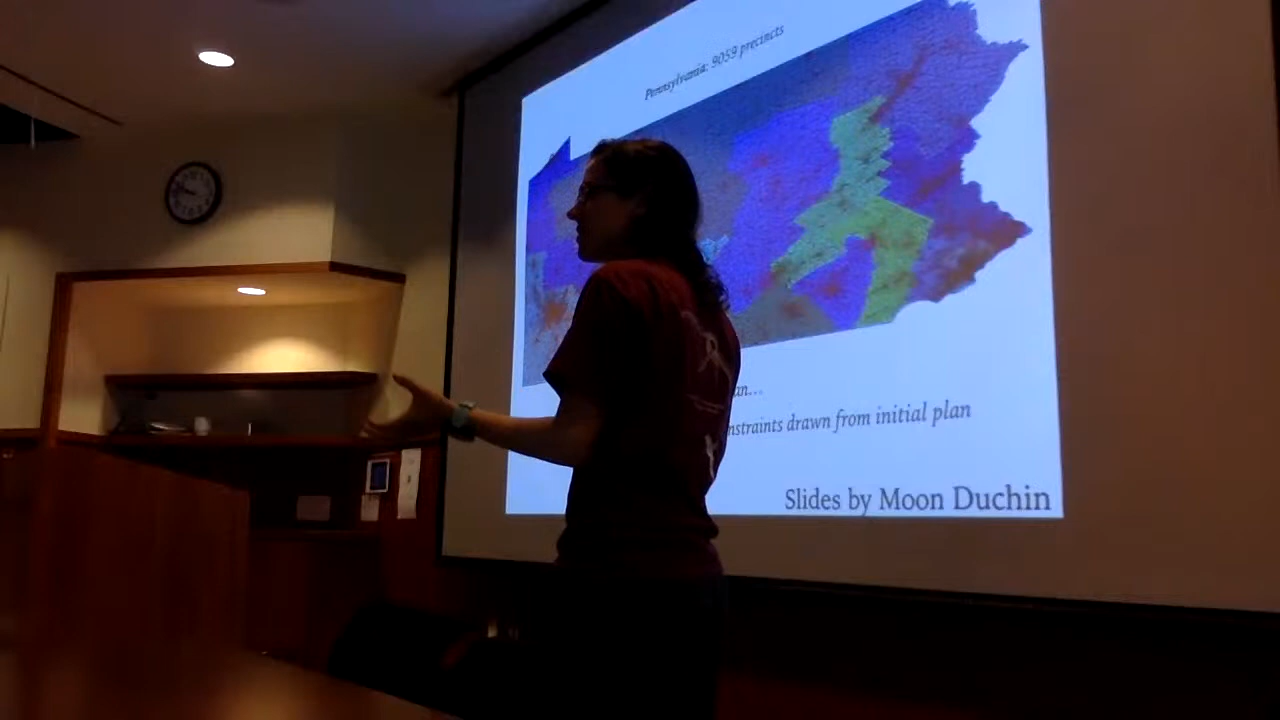 Pennsylvania: 9059 precincts
an...
nstraints drawn from initial plan
Slides by Moon Duchin